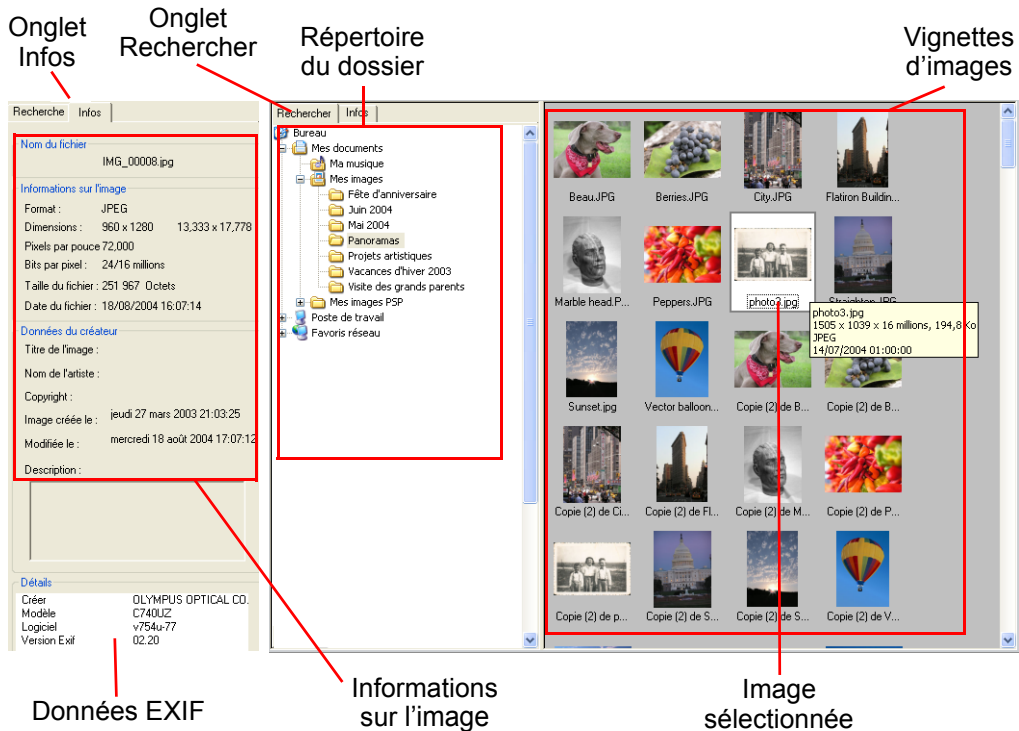 Onglet
Infos
Onglet
Rechercher
Répertoire
du dossier
Vignettes
d'images
Recherche Infos
Nom du fichier
IMG_00008.jpg
Informations sur l'image
Format : JPEG
Dimensions : 960 x 1280 13,333 x 17,778
Pixels par pouce 72,000
Bits par pixel : 24/16 millions
Taille du fichier : 251 967 Octets
Date du fichier : 18/08/2004 16:07:14
Données du créateur
Titre de l'image :
Nom de l'artiste :
Copyright :
Image créée le : jeudi 27 mars 2003 21:03:25
Modifiée le : mercredi 18 août 2004 17:07:12
Description :
Détails
Créer OLYMPUS OPTICAL CO.
Modèle C740UZ
Logiciel v754u-77
Version Exif 02.20
Rechercher Infos
Bureau
Mes documents
Ma musique
Mes images
Fête d'anniversaire
Juin 2004
Mai 2004
Panoramas
Projets artistiques
Vacances d'hiver 2003
Visite des grands parents
Mes images PSP
Poste de travail
Favoris réseau
Beau.JPG Berries.JPG City.JPG Flatiron Buildin...
Marble head.P... Peppers.JPG photo3.jpg Straighten.JPG
photo3.jpg
1505 x 1039 x 16 millions, 194,8 Ko
JPEG
14/07/2004 01:00:00
Sunset.jpg Vector balloon... Copie (2) de B... Copie (2) de B...
Copie (2) de Ci... Copie (2) de Fl... Copie (2) de M... Copie (2) de P...
Copie (2) de p... Copie (2) de S... Copie (2) de S... Copie (2) de V...
Données EXIF
Informations
sur l'image
Image
sélectionnée